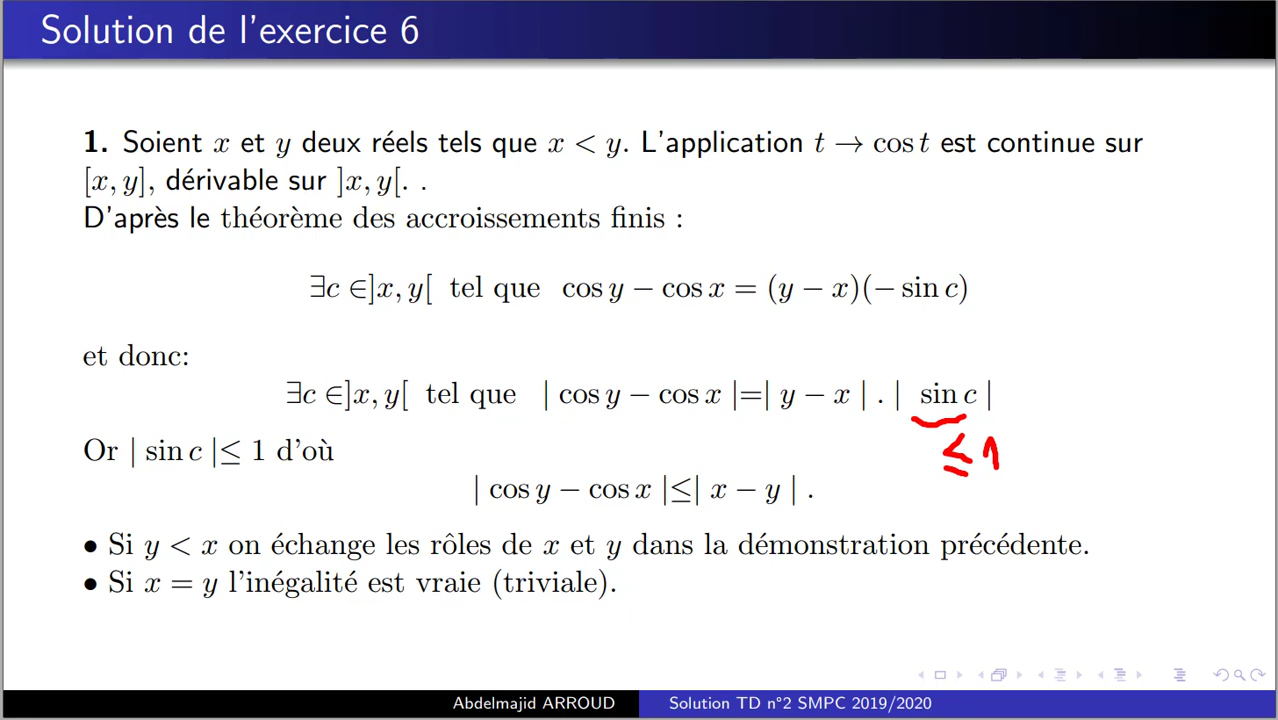 Solution de l'exercice 6
1. Soient x et y deux réels tels que x < y. L'application t → cos t est continue sur
[x, y], dérivable sur ]x, y[. .
D'après le théorème des accroissements finis :
∃c ∈]x, y[ tel que cos y − cos x = (y − x)(− sin c)
et donc:
∃c ∈]x, y[ tel que | cos y − cos x |=| y − x | . | sin c |
≤ 1
Or | sin c |≤ 1 d'où
| cos y − cos x |≤| x − y | .
• Si y < x on échange les rôles de x et y dans la démonstration précédente.
• Si x = y l'inégalité est vraie (triviale).
Abdelmajid ARROUD Solution TD n°2 SMPC 2019/2020